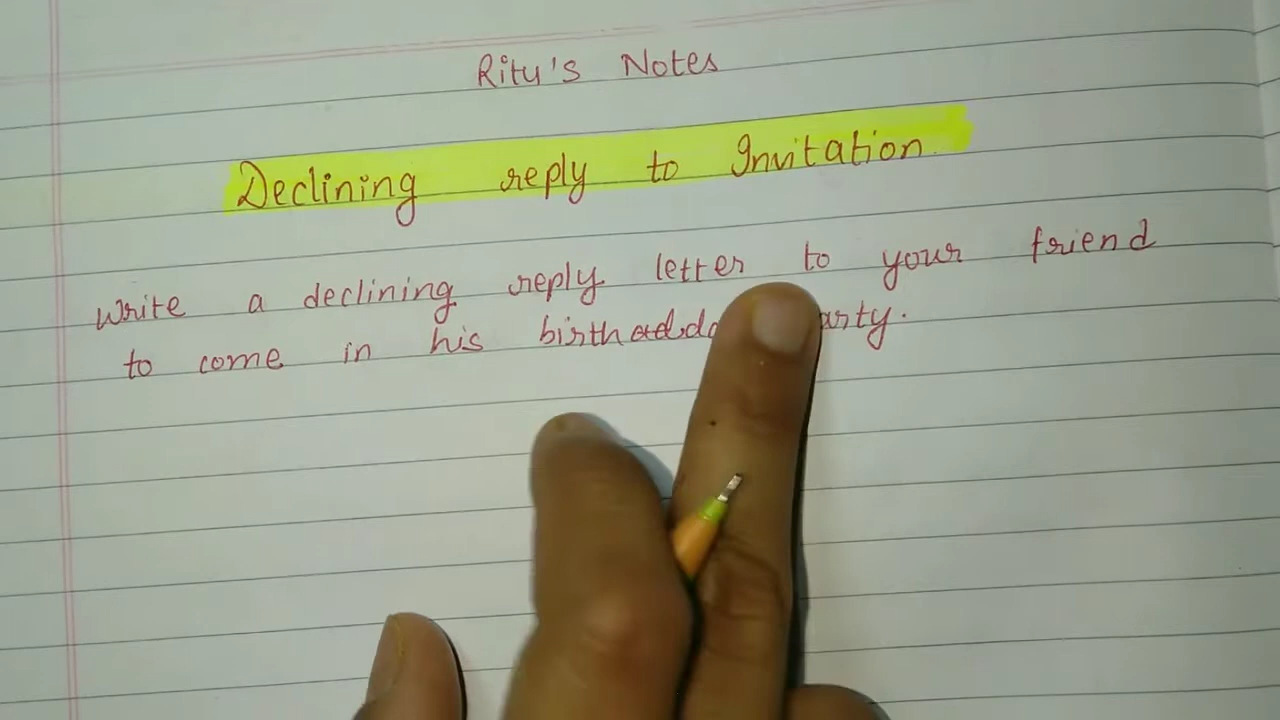 Ritu's Notes
Declining reply to Invitation.
Write a declining reply letter to your friend
to come in his